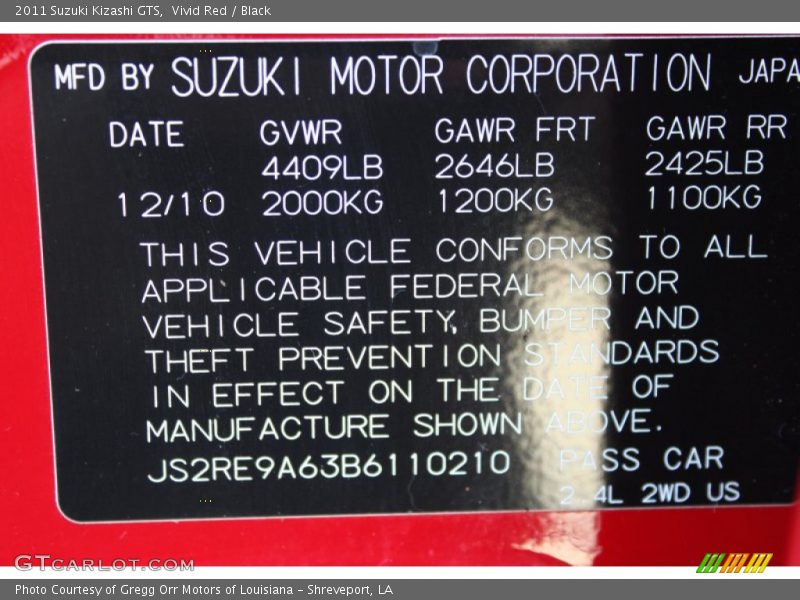 2011 Suzuki Kizashi GTS, Vivid Red / Black
MFD BY SUZUKI MOTOR CORPORATION JAPA
DATE GVWR GAWR FRT GAWR RR
4409LB 2646LB 2425LB
12/10 2000KG 1200KG 1100KG
THIS VEHICLE CONFORMS TO ALL
APPLICABLE FEDERAL MOTOR
VEHICLE SAFETY, BUMPER AND
THEFT PREVENTION STANDARDS
IN EFFECT ON THE DATE OF
MANUFACTURE SHOWN ABOVE.
JS2RE9A63B6110210 PASS CAR
2.4L 2WD US
GTCARLOT.COM
Photo Courtesy of Gregg Orr Motors of Louisiana - Shreveport, LA